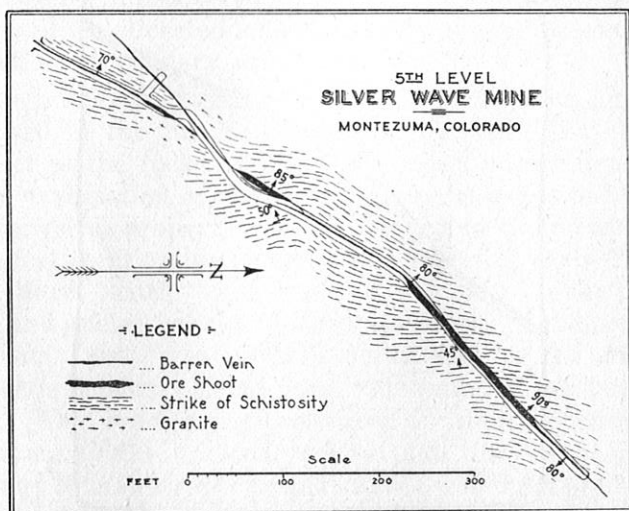 5TH LEVEL
SILVER WAVE MINE
MONTEZUMA, COLORADO
70°
85°
50°
80°
45°
90°
80°
N
LEGEND
.... Barren Vein
.... Ore Shoot
.... Strike of Schistosity
.... Granite
Scale
FEET 0 100 200 300